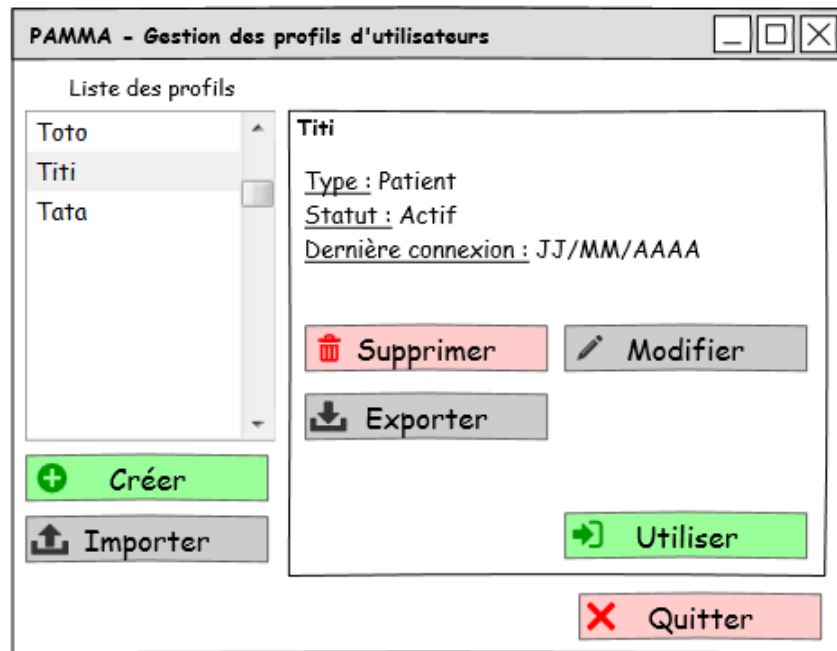 PAMMA - Gestion des profils d'utilisateurs
Liste des profils
Toto
Titi
Tata
Créer
Importer
Titi
Type : Patient
Statut : Actif
Dernière connexion : JJ/MM/AAAA
Supprimer
Modifier
Exporter
Utiliser
Quitter